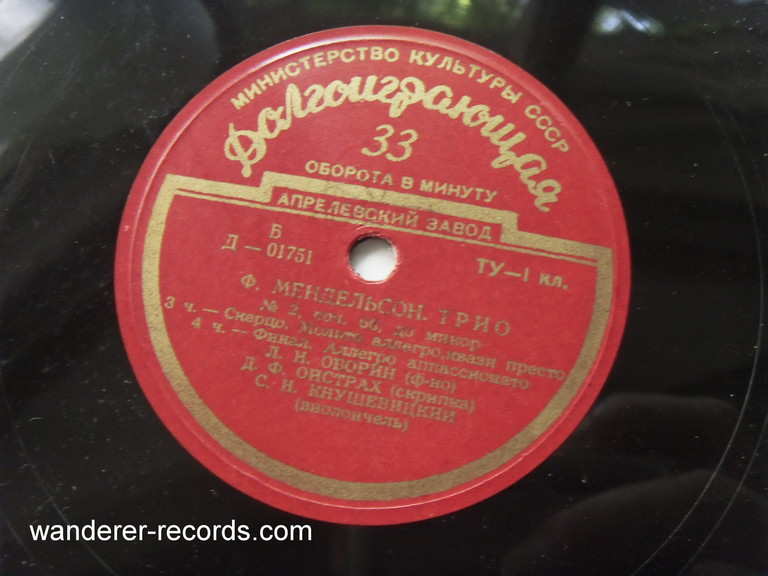 МИНИСТЕРСТВО КУЛЬТУРЫ СССР
Долгоиграющая
33
ОБОРОТА В МИНУТУ
АПРЕЛЕВСКИЙ ЗАВОД
Б
Д—01751
ТУ—1 кл.
Ф. МЕНДЕЛЬСОН. ТРИО
№ 2, соч. 66, до минор
3 ч. — Скерцо. Мольто аллегро, квази престо
4 ч. — Финал. Аллегро аппассионато
Л. Н. ОБОРИН (ф-но)
Д. Ф. ОЙСТРАХ (скрипка)
С. Н. КНУШЕВИЦКИЙ
(виолончель)
wanderer-records.com